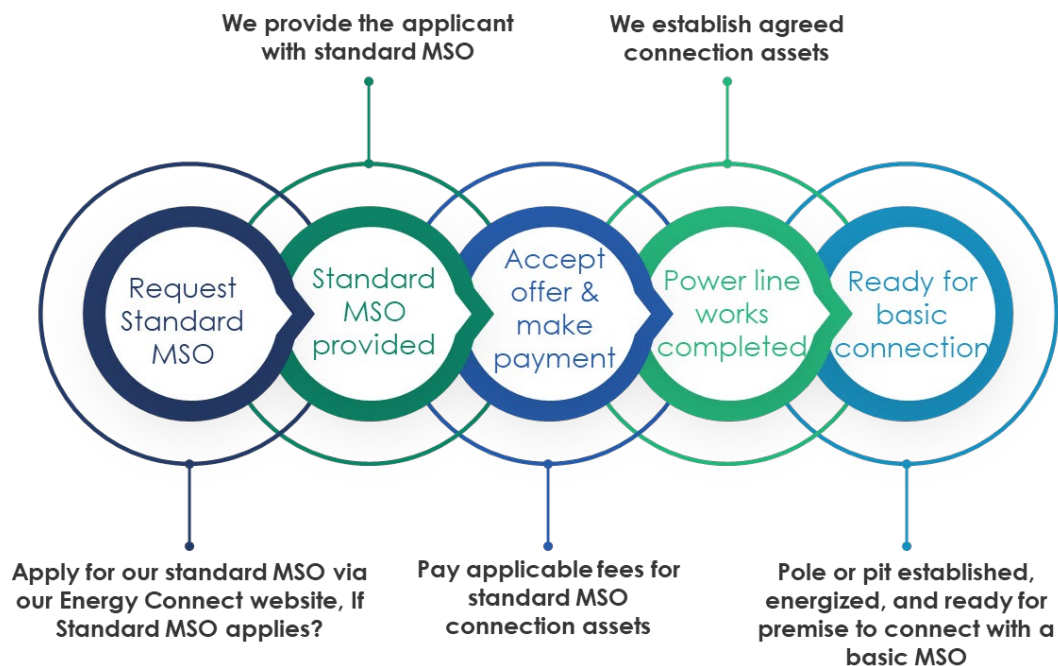 We provide the applicant
with standard MSO
We establish agreed
connection assets
Request
Standard
MSO
Standard
MSO
provided
Accept
offer &
make
payment
Power line
works
completed
Ready for
basic
connection
Apply for our standard MSO via
our Energy Connect website, If
Standard MSO applies?
Pay applicable fees for
standard MSO
connection assets
Pole or pit established,
energized, and ready for
premise to connect with a
basic MSO